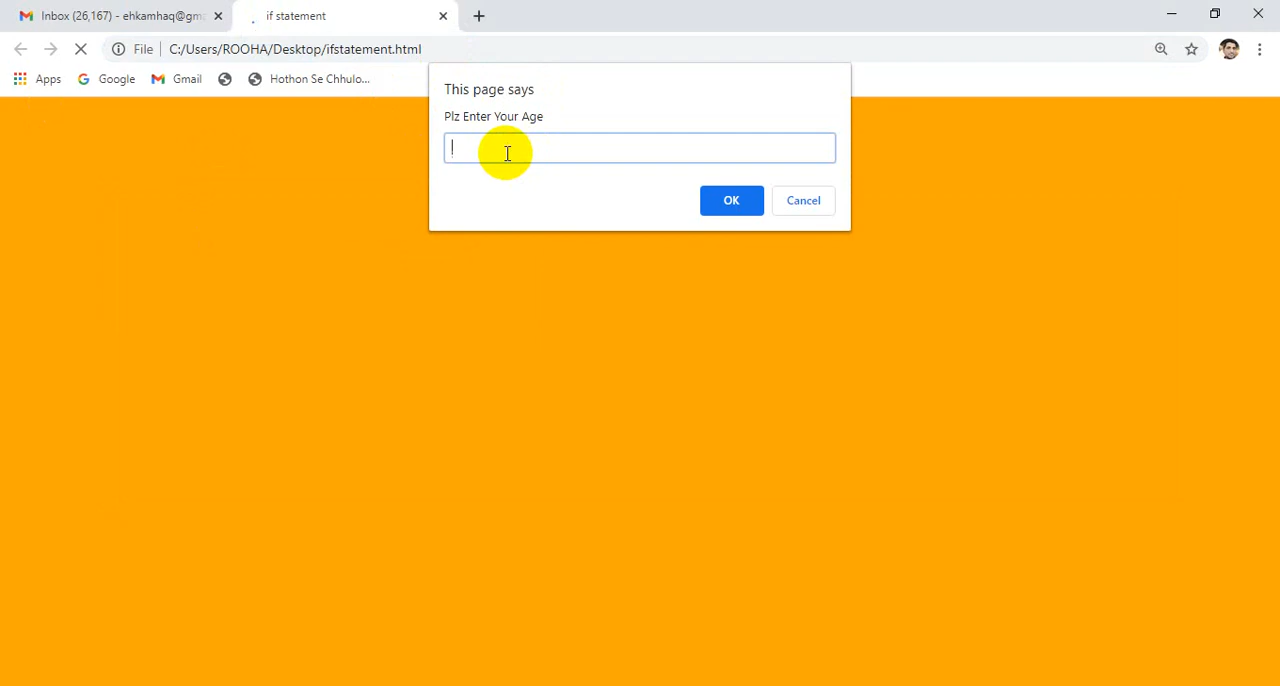 Inbox (26,167) - ehkamhaq@gma
if statement
File
C:/Users/ROOHA/Desktop/ifstatement.html
Apps
Google
Gmail
Hothon Se Chhulo...
This page says
Plz Enter Your Age
OK
Cancel